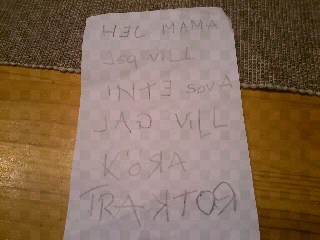 HEJ MAMA
Jag VILL
INTE SOVA
JAG VILL
KÖRA
TRAKTOR